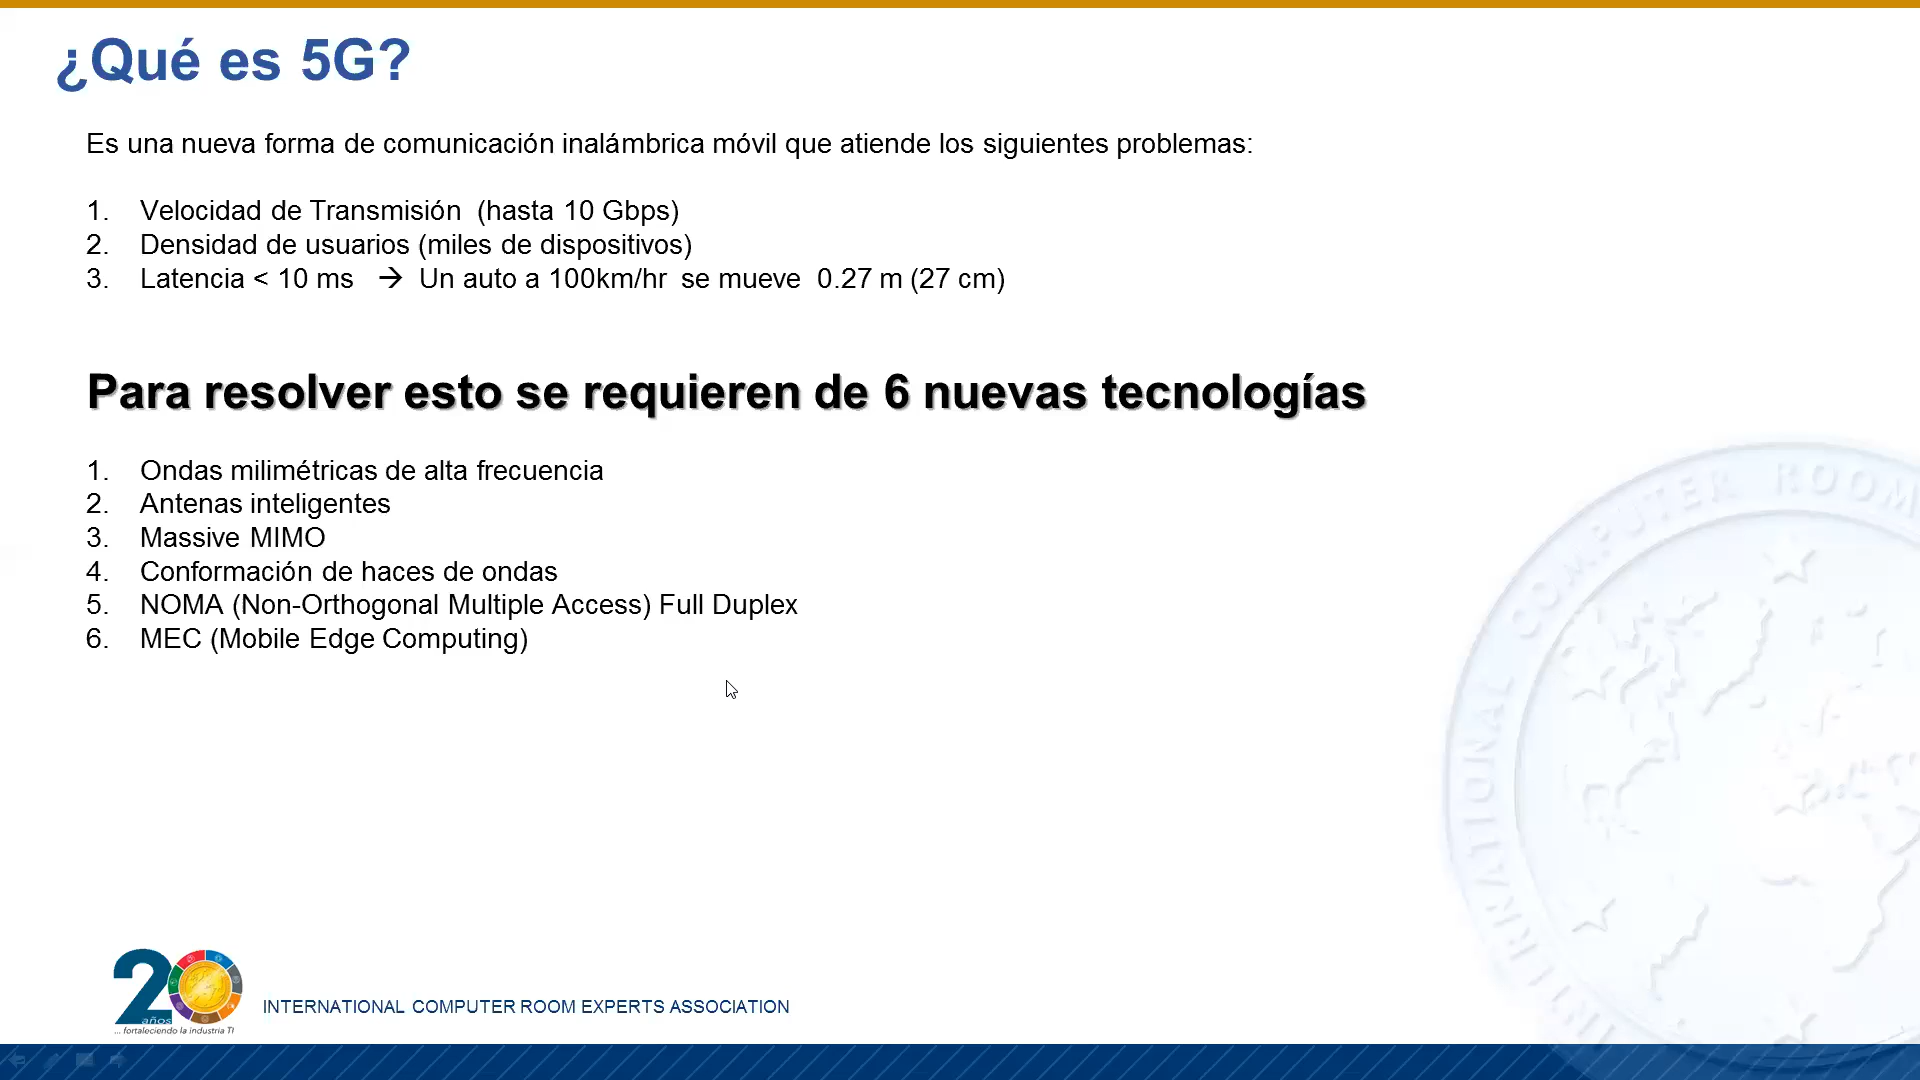 ¿Qué es 5G?
Es una nueva forma de comunicación inalámbrica móvil que atiende los siguientes problemas:
1. Velocidad de Transmisión (hasta 10 Gbps)
2. Densidad de usuarios (miles de dispositivos)
3. Latencia < 10 ms → Un auto a 100km/hr se mueve 0.27 m (27 cm)
Para resolver esto se requieren de 6 nuevas tecnologías
1. Ondas milimétricas de alta frecuencia
2. Antenas inteligentes
3. Massive MIMO
4. Conformación de haces de ondas
5. NOMA (Non-Orthogonal Multiple Access) Full Duplex
6. MEC (Mobile Edge Computing)
INTERNATIONAL COMPUTER ROOM
20
años
... fortaleciendo la industria TI
INTERNATIONAL COMPUTER ROOM EXPERTS ASSOCIATION